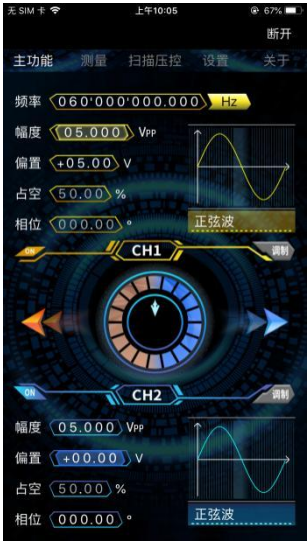 无 SIM 卡 上午10:05 67%
断开
主功能 测量 扫描压控 设置 关于
频率 060'000'000.000 Hz
幅度 05.000 VPP
偏置 +05.00 V
占空 50.00 %
相位 000.00 °
正弦波
ON CH1 调制
ON CH2 调制
幅度 05.000 VPP
偏置 +00.00 V
占空 50.00 %
相位 000.00 °
正弦波